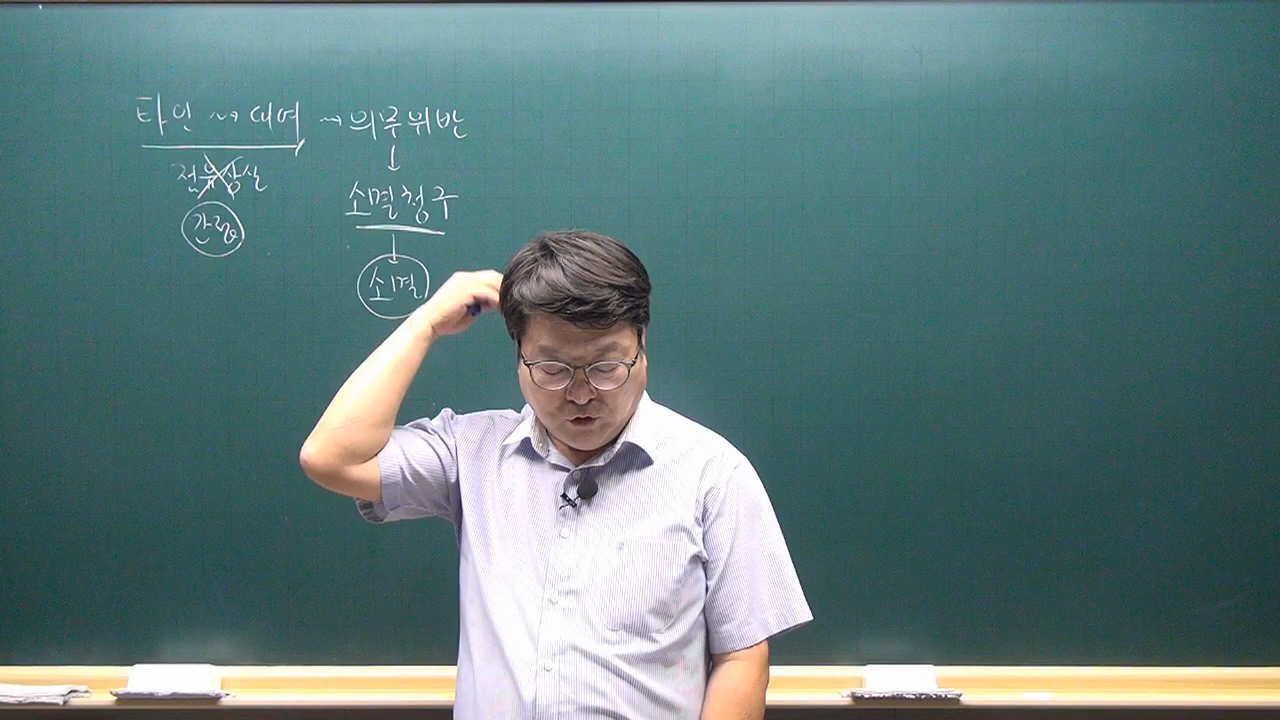 타인 ~> 대여 → 의무위반
↓
점유상실
소멸청구
간접
↓
소멸